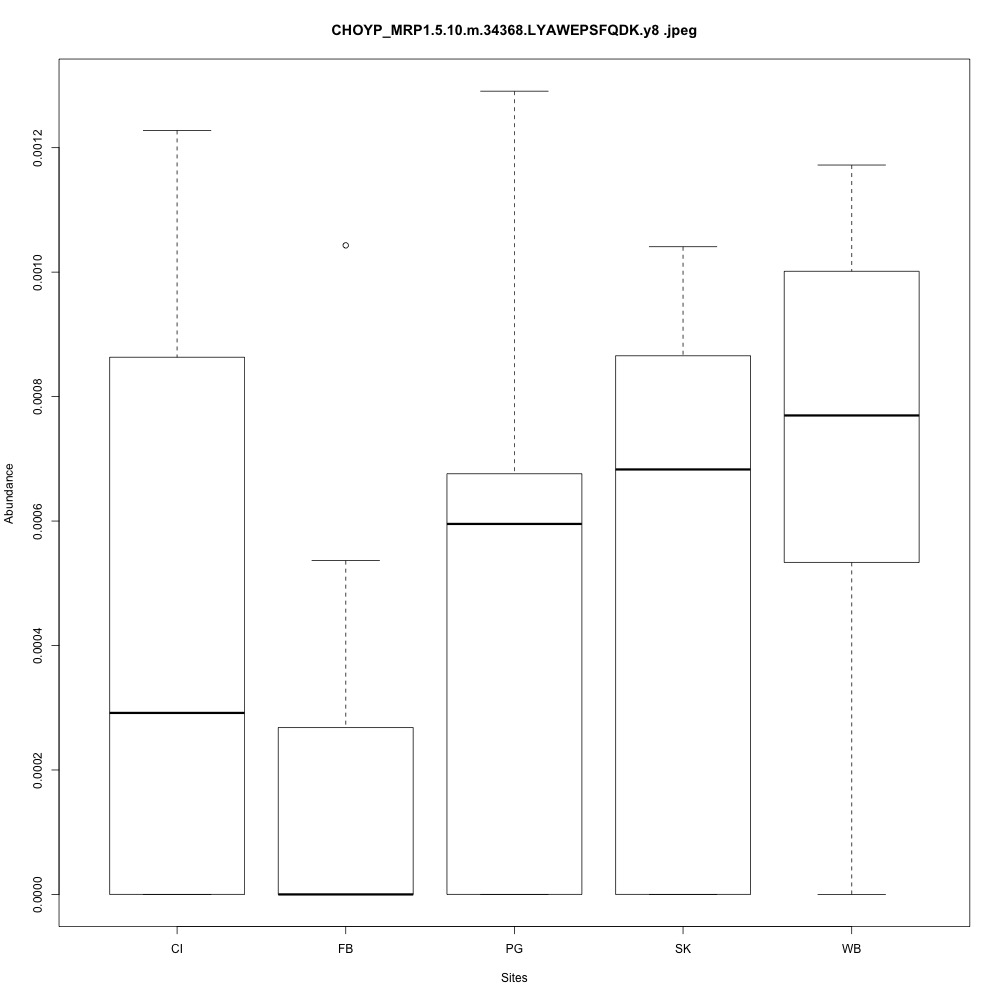 CHOYP_MRP1.5.10.m.34368.LYAWEPSFQDK.y8 .jpeg
0.0012
0.0010
0.0008
0.0006
0.0004
0.0002
0.0000
Abundance
CI FB PG SK WB
Sites